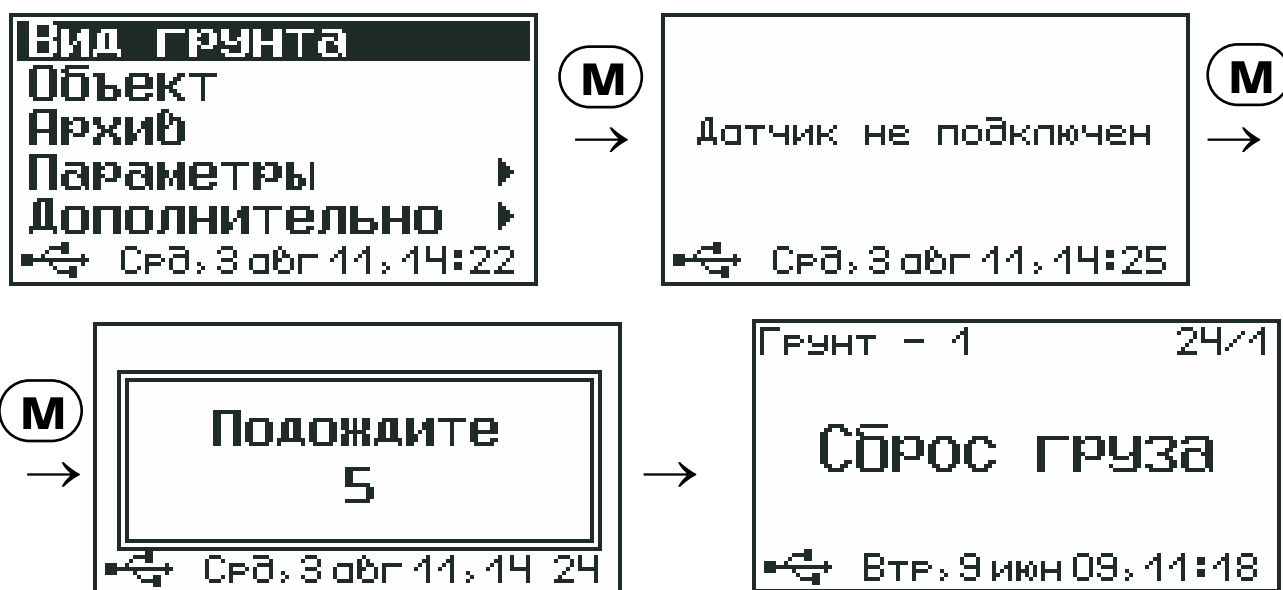 Вид грунта
Объект
Архив
Параметры
Дополнительно
Срд, 3 авг 11, 14:22
М
Датчик не подключен
Срд, 3 авг 11, 14:25
М
М
Подождите
5
Срд, 3 авг 11, 14 24
Грунт - 1 24/1
Сброс груза
Втр, 9 июн 09, 11:18